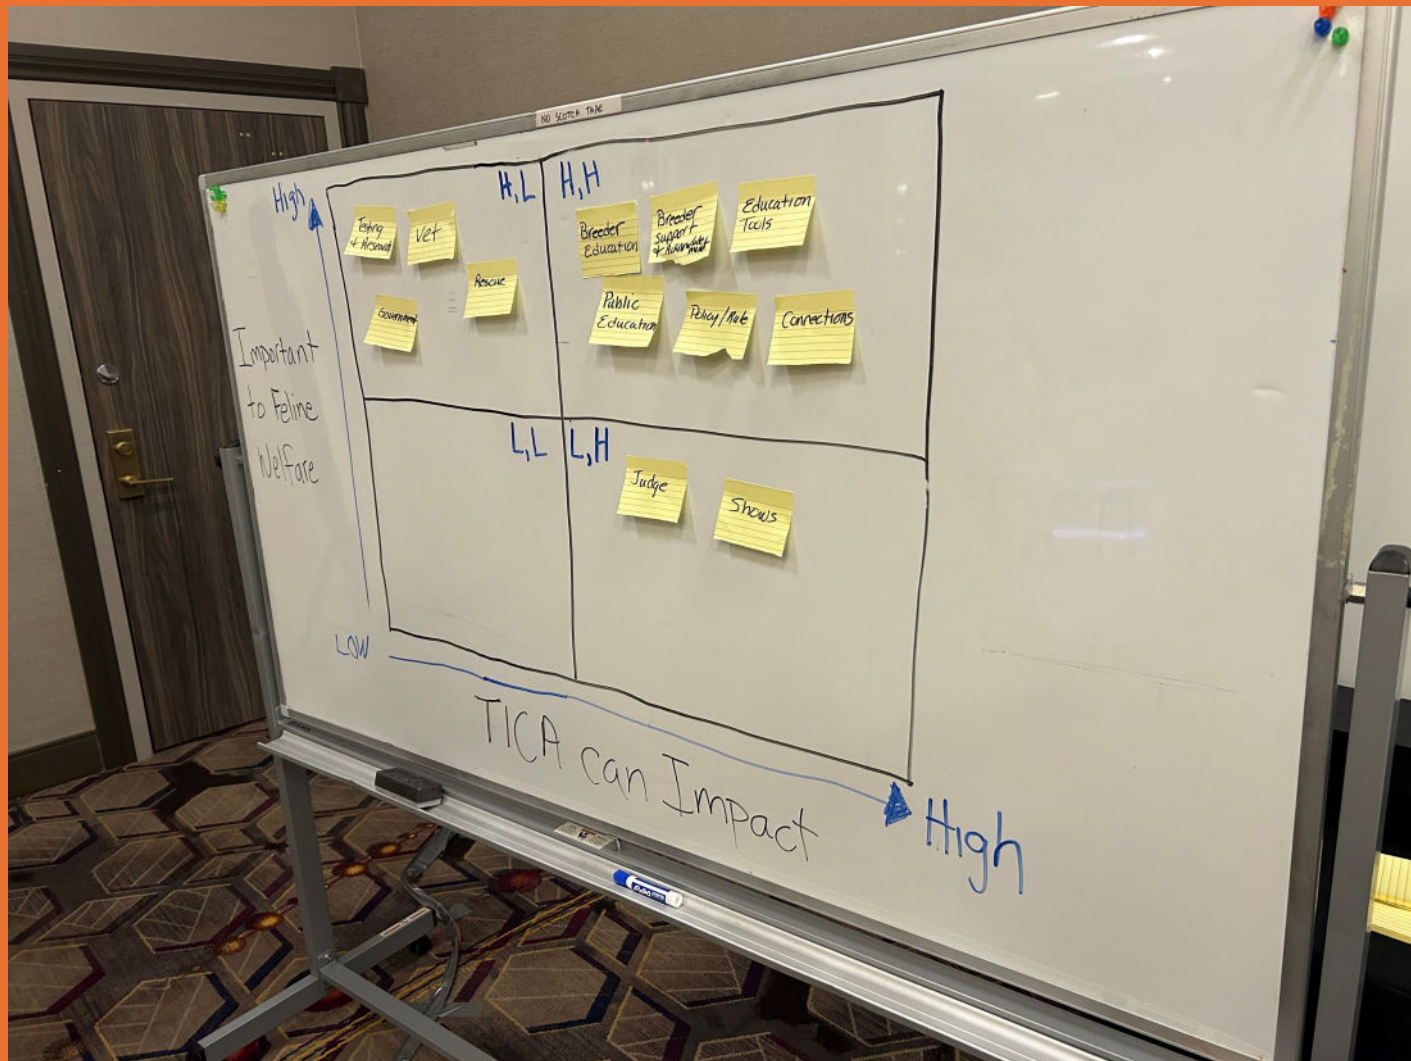 NO SCOTCH TAPE
High
H,L
H,H
Testing
& Research
Vet
Rescue
Government
Breeder
Education
Breeder
Support
&
Education
Tools
Public
Education
Policy/Rule
Connections
Important
to Feline
Welfare
L,L
L,H
Judge
Shows
LOW
TICA can Impact
High
EXPO